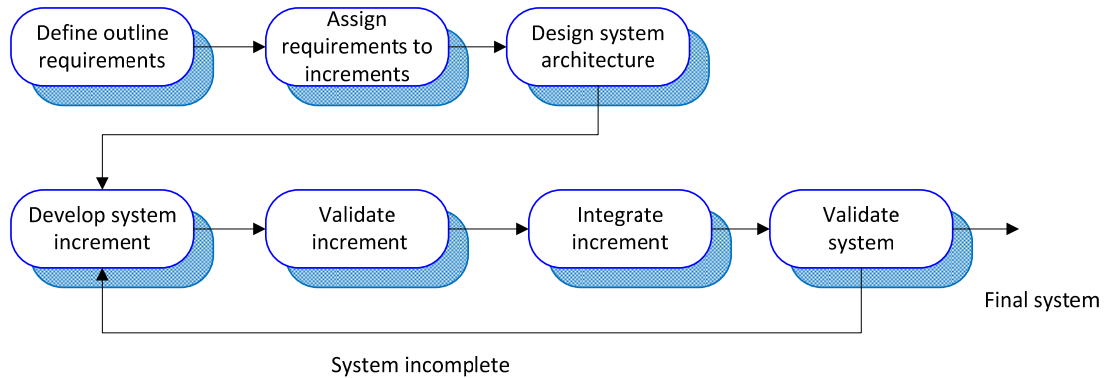 Define outline
requirements
Assign
requirements to
increments
Design system
architecture
Develop system
increment
Validate
increment
Integrate
increment
Validate
system
Final system
System incomplete